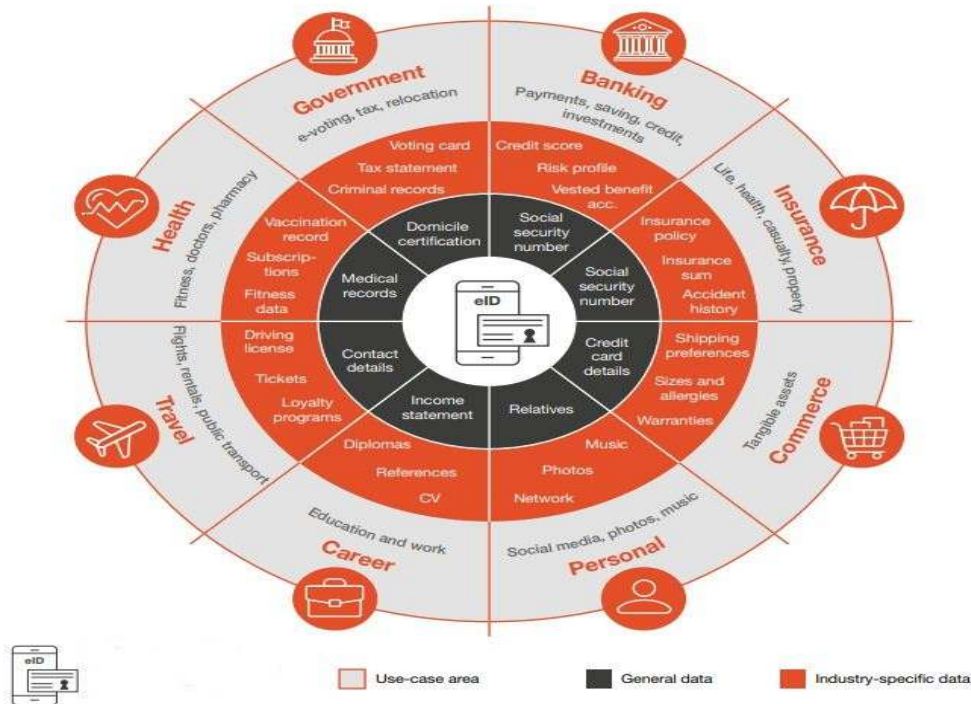 Government
e-voting, tax, relocation
Voting card
Tax statement
Criminal records
Domicile
certification
Banking
Payments, saving, credit,
investments
Credit score
Risk profile
Vested benefit
acc.
Social
security
number
Insurance
Life, health, casualty, property
Insurance
policy
Insurance
sum
Accident
history
Social
security
number
Commerce
Tangible assets
Shipping
preferences
Sizes and
allergies
Warranties
Credit
card
details
Personal
Social media, photos, music
Music
Photos
Network
Relatives
Career
Education and work
Diplomas
References
CV
Income
statement
Travel
Flights, rentals, public transport
Driving
license
Tickets
Loyalty
programs
Contact
details
Health
Fitness, doctors, pharmacy
Vaccination
record
Subscrip-
tions
Fitness
data
Medical
records
eID
eID
Use-case area
General data
Industry-specific data